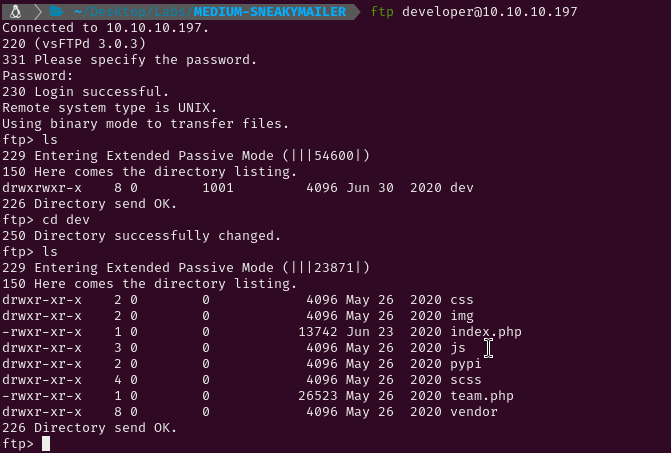 ~/Desktop/Labs/MEDIUM-SNEAKYMAILER ftp developer@10.10.10.197
Connected to 10.10.10.197.
220 (vsFTPd 3.0.3)
331 Please specify the password.
Password:
230 Login successful.
Remote system type is UNIX.
Using binary mode to transfer files.
ftp> ls
229 Entering Extended Passive Mode (|||54600|)
150 Here comes the directory listing.
drwxrwxr-x    8 0        1001         4096 Jun 30  2020 dev
226 Directory send OK.
ftp> cd dev
250 Directory successfully changed.
ftp> ls
229 Entering Extended Passive Mode (|||23871|)
150 Here comes the directory listing.
drwxr-xr-x    2 0        0            4096 May 26  2020 css
drwxr-xr-x    2 0        0            4096 May 26  2020 img
-rwxr-xr-x    1 0        0           13742 Jun 23  2020 index.php
drwxr-xr-x    3 0        0            4096 May 26  2020 js
drwxr-xr-x    2 0        0            4096 May 26  2020 pypi
drwxr-xr-x    4 0        0            4096 May 26  2020 scss
-rwxr-xr-x    1 0        0           26523 May 26  2020 team.php
drwxr-xr-x    8 0        0            4096 May 26  2020 vendor
226 Directory send OK.
ftp>